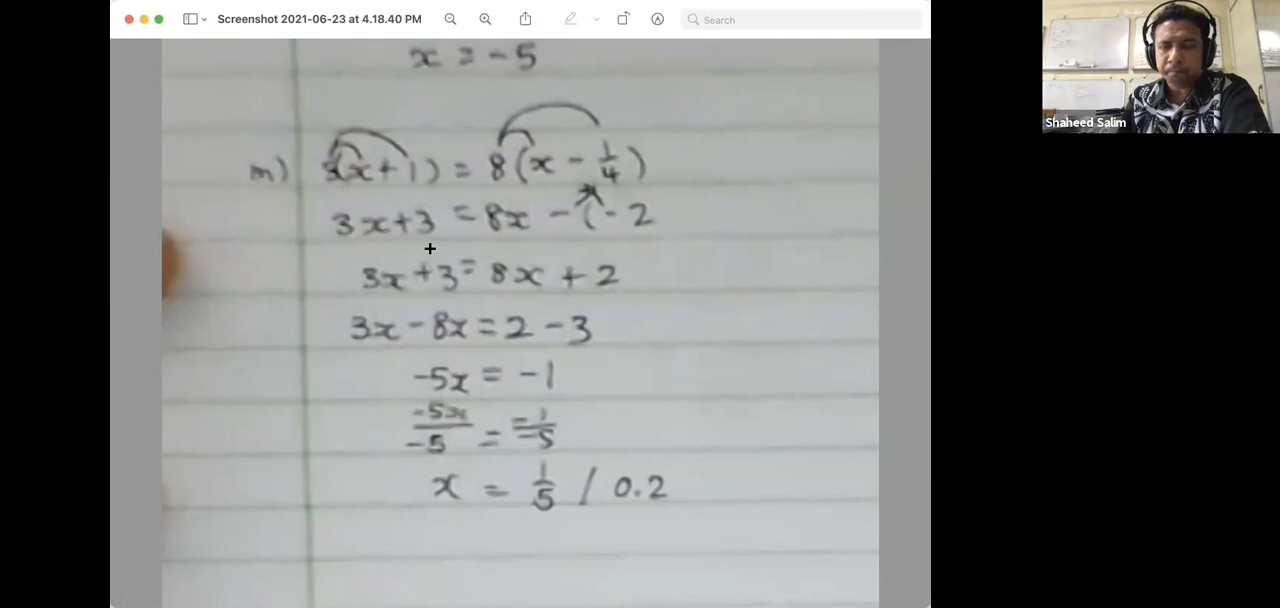 Screenshot 2021-06-23 at 4.18.40 PM
Search
Shaheed Salim
x = -5
m) 3(x+1) = 8(x - 1/4)
3x+3 = 8x - (-2
3x+3 = 8x + 2
3x - 8x = 2 - 3
-5x = -1
-5x/-5 = -1/-5
x = 1/5 / 0.2